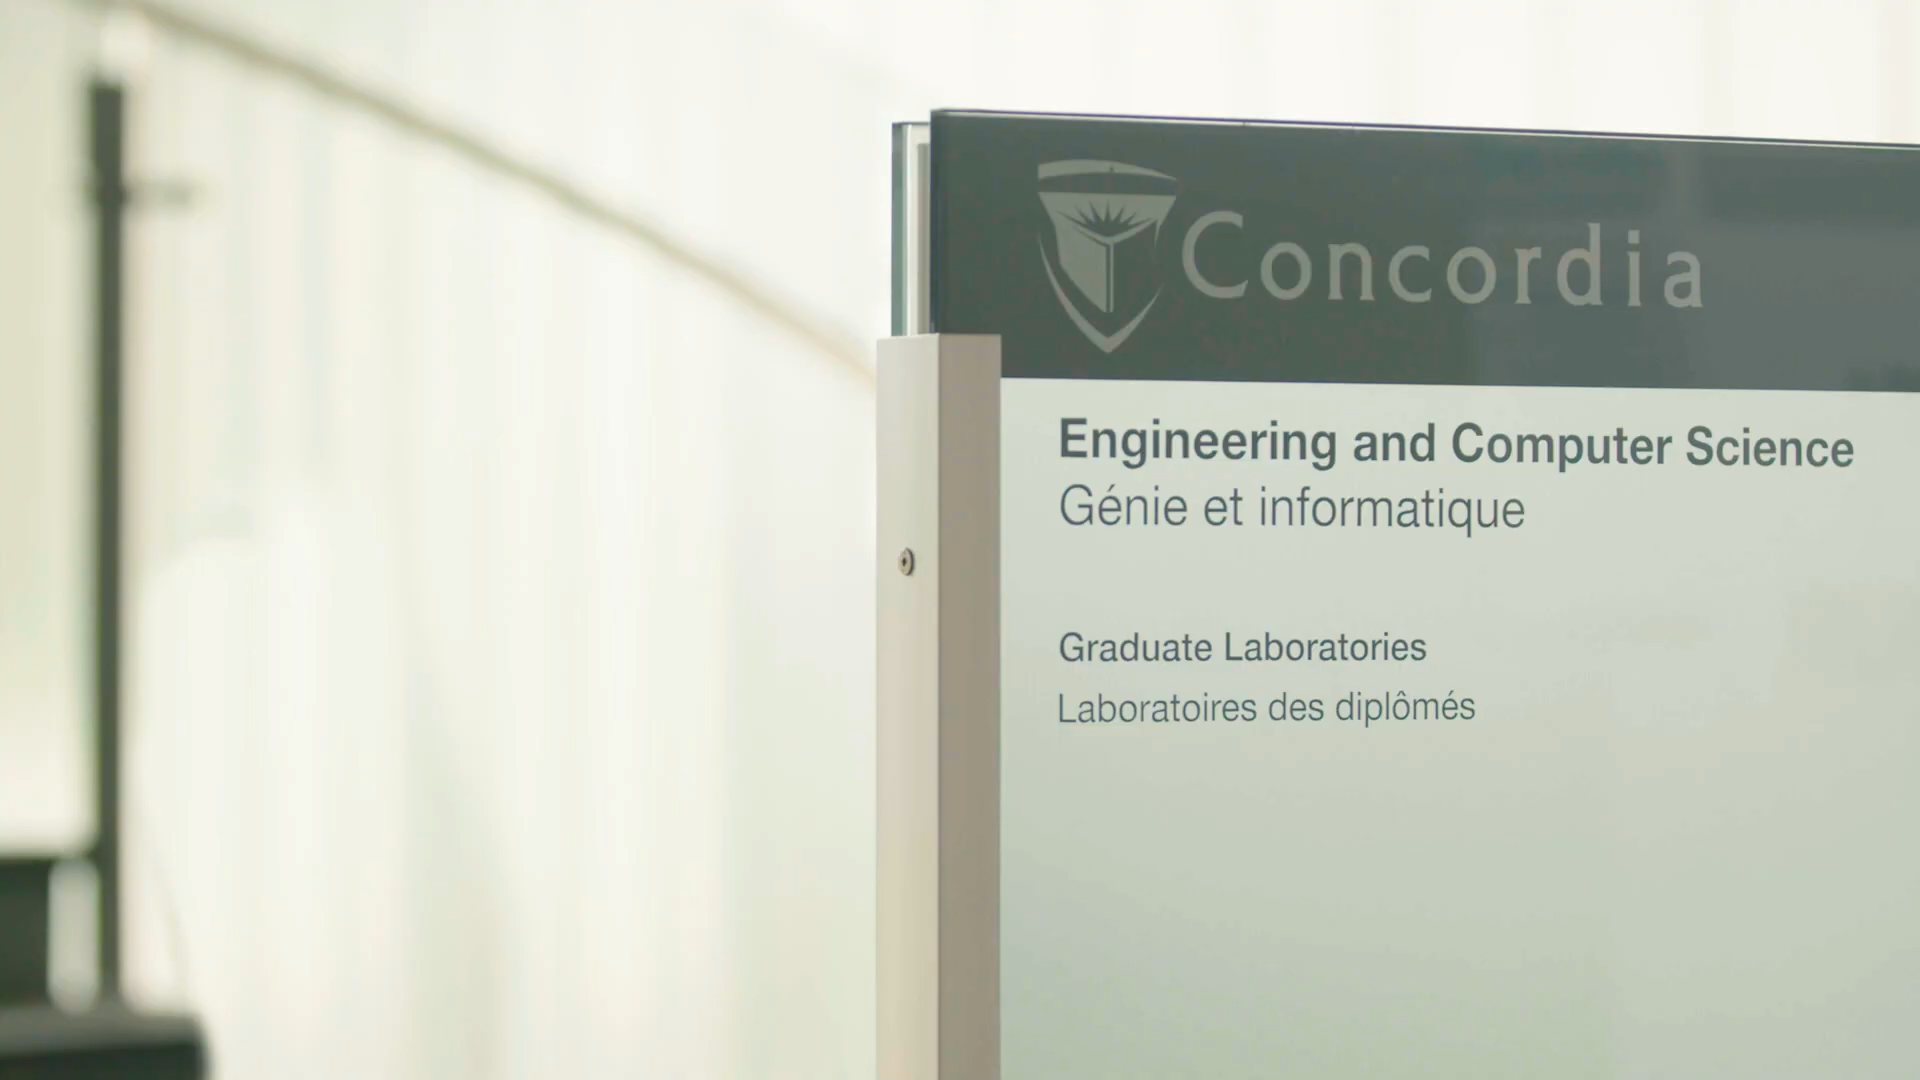 Concordia
Engineering and Computer Science
Génie et informatique
Graduate Laboratories
Laboratoires des diplômés